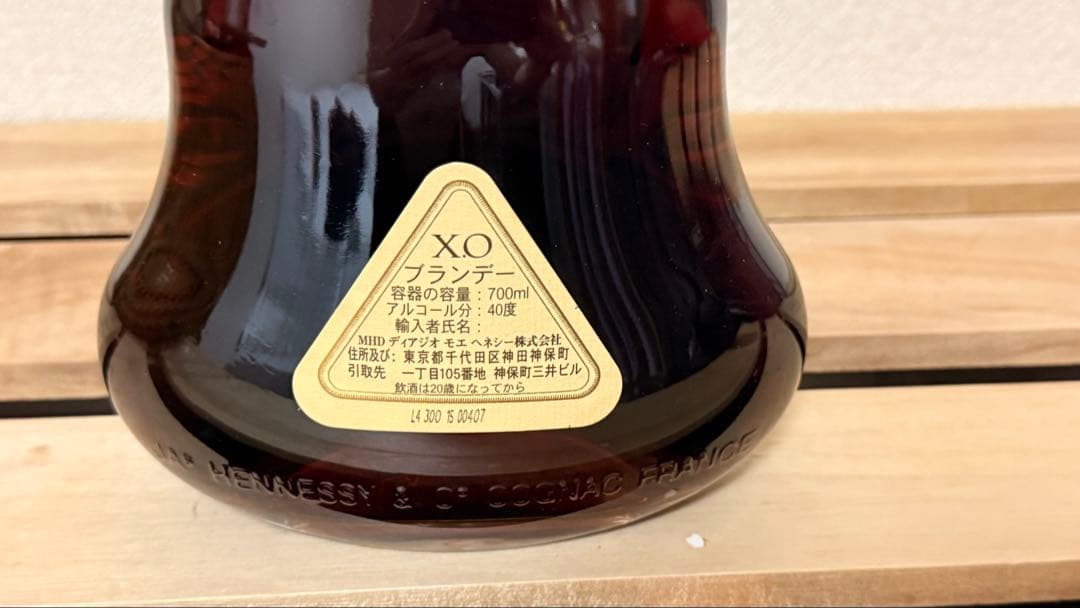 X.O
ブランデー
容器の容量 : 700ml
アルコール分 : 40度
輸入者氏名 :
MHD ディアジオ モエ ヘネシー株式会社
住所及び : 東京都千代田区神田神保町
引取先 一丁目105番地 神保町三井ビル
飲酒は20歳になってから
L4 300 15 00407
JAS HENNESSY & Cº COGNAC FRANCE